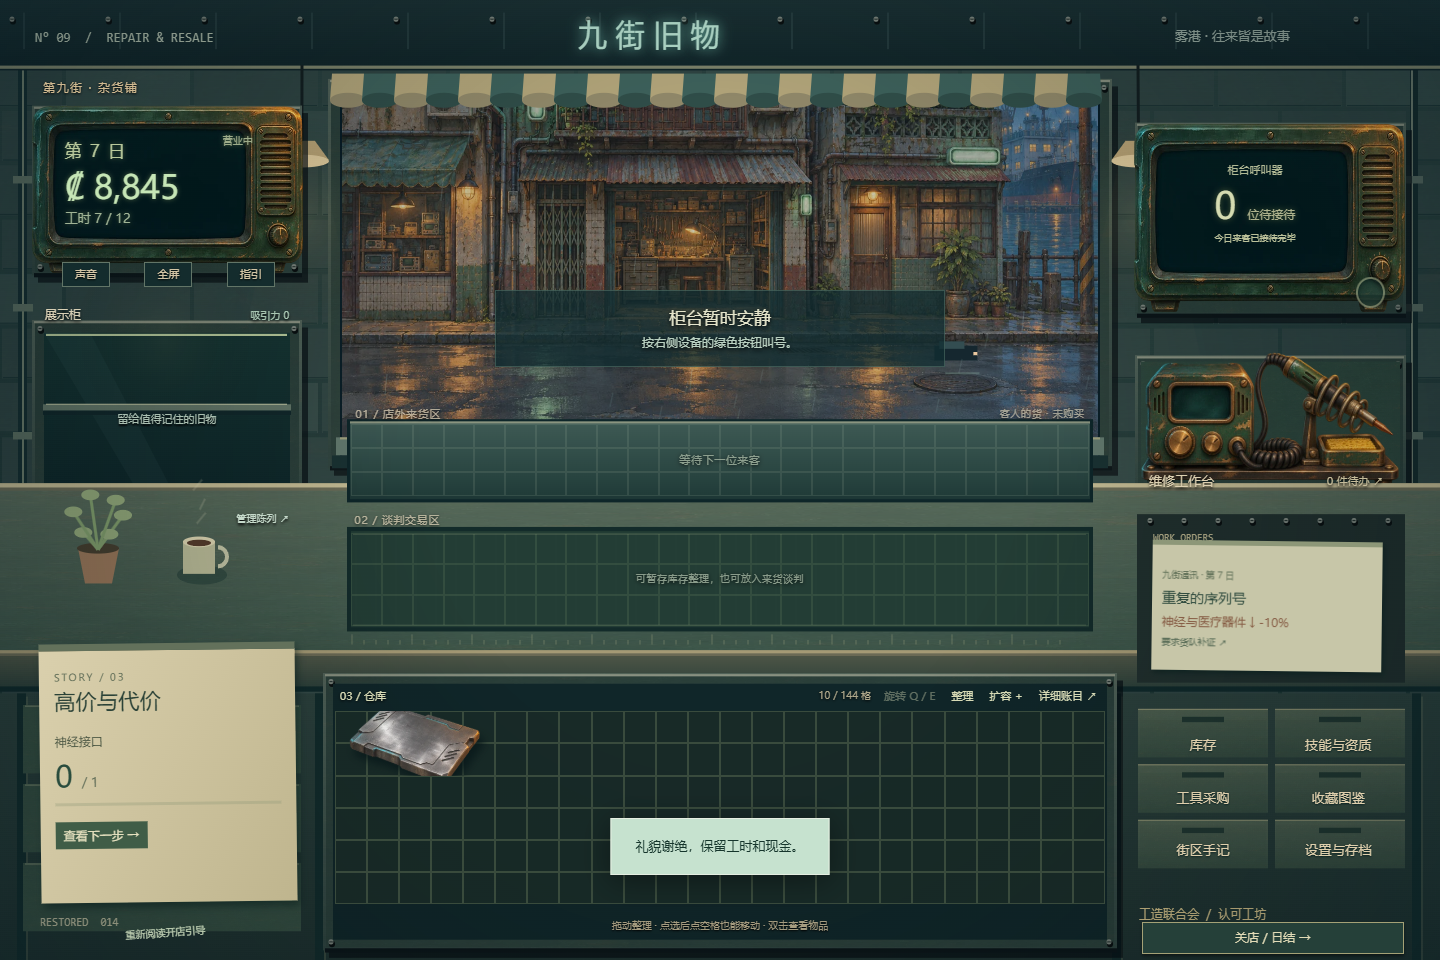 N° 09 / REPAIR & RESALE
九街旧物
雾港 · 往来皆是故事
第九街 · 杂货铺
营业中
第 7 日
₡ 8,845
工时 7 / 12
声音
全屏
指引
展示柜
吸引力 0
留给值得记住的旧物
管理陈列 ↗
柜台暂时安静
按右侧设备的绿色按钮叫号。
01 / 店外来货区
客人的货 · 未购买
等待下一位来客
02 / 谈判交易区
可暂存库存整理，也可放入来货谈判
柜台呼叫器
0 位待接待
今日来客已接待完毕
维修工作台
0 件待办 ↗
WORK ORDERS
九街通讯 · 第 7 日
重复的序列号
神经与医疗器件 ↓ -10%
要求货队补证 ↗
STORY / 03
高价与代价
神经接口
0 / 1
查看下一步 →
RESTORED 014
重新阅读开店引导
03 / 仓库
10 / 144 格
旋转 Q / E
整理
扩容 +
详细账目 ↗
礼貌谢绝，保留工时和现金。
拖动整理 · 点选后点空格也能移动 · 双击查看物品
库存
技能与资质
工具采购
收藏图鉴
街区手记
设置与存档
工造联合会 / 认可工坊
关店 / 日结 →